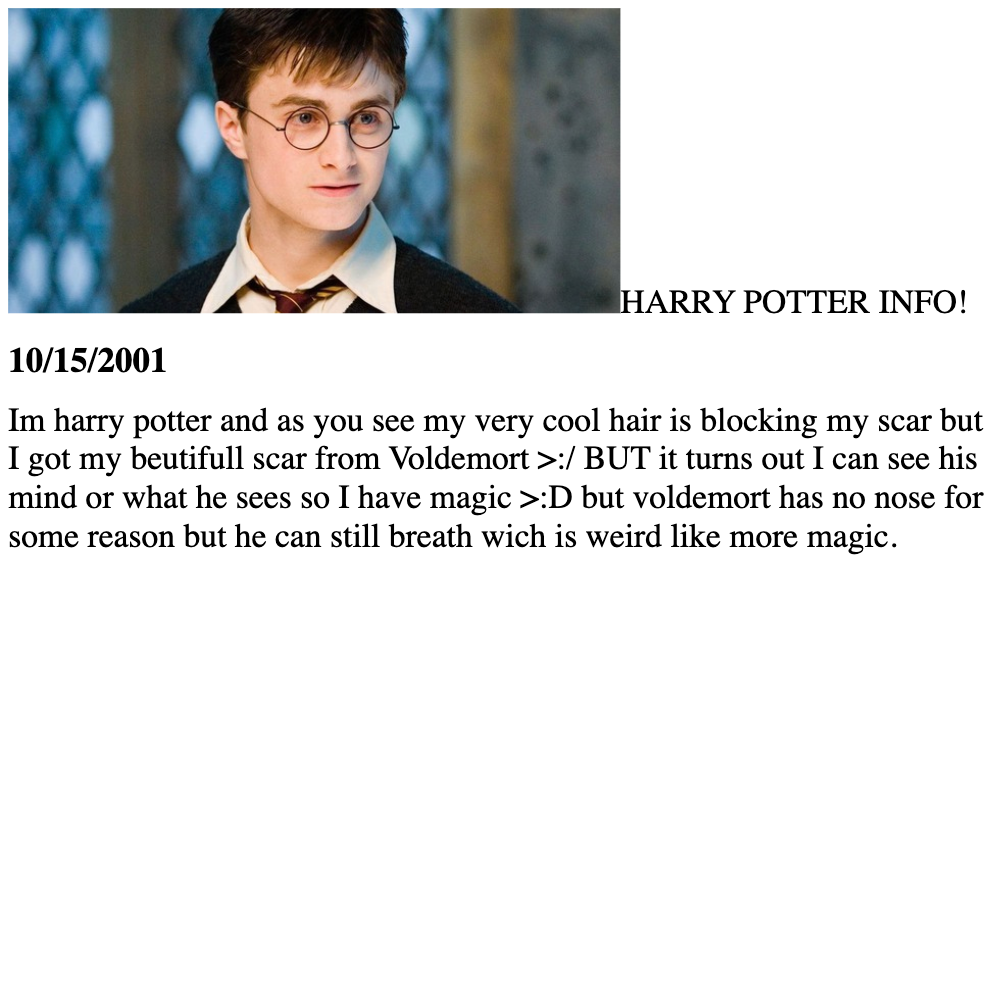 HARRY POTTER INFO!
10/15/2001
Im harry potter and as you see my very cool hair is blocking my scar but
I got my beutifull scar from Voldemort >:/ BUT it turns out I can see his
mind or what he sees so I have magic >:D but voldemort has no nose for
some reason but he can still breath wich is weird like more magic.